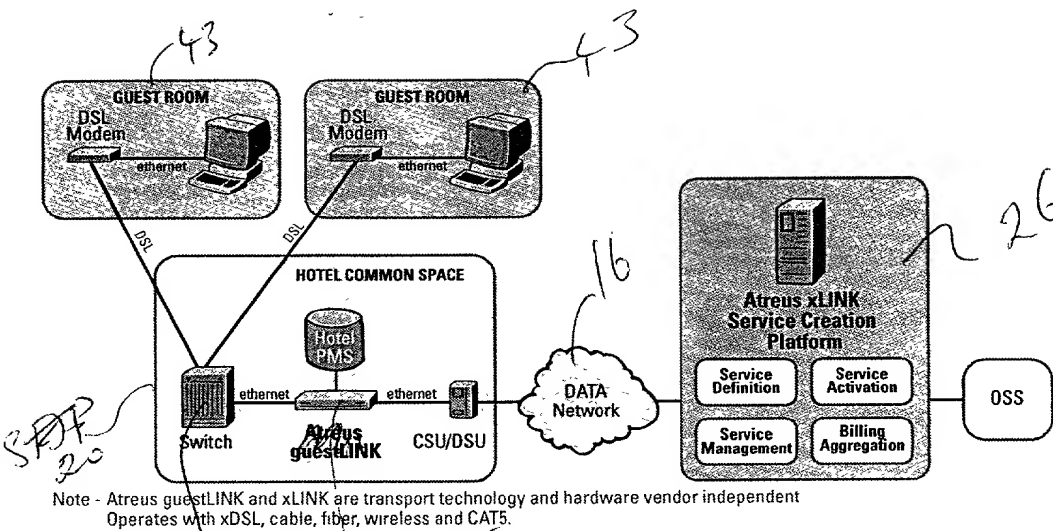 43
43
GUEST ROOM
GUEST ROOM
DSL
Modem
ethernet
DSL
Modem
ethernet
DSL
DSL
HOTEL COMMON SPACE
16
26
Hotel
PMS
ethernet
ethernet
Switch
Atreus
guestLINK
CSU/DSU
DATA
Network
Atreus xLINK
Service Creation
Platform
Service
Definition
Service
Activation
Service
Management
Billing
Aggregation
OSS
20
Note - Atreus guestLINK and xLINK are transport technology and hardware vendor independent
Operates with xDSL, cable, fiber, wireless and CAT5.